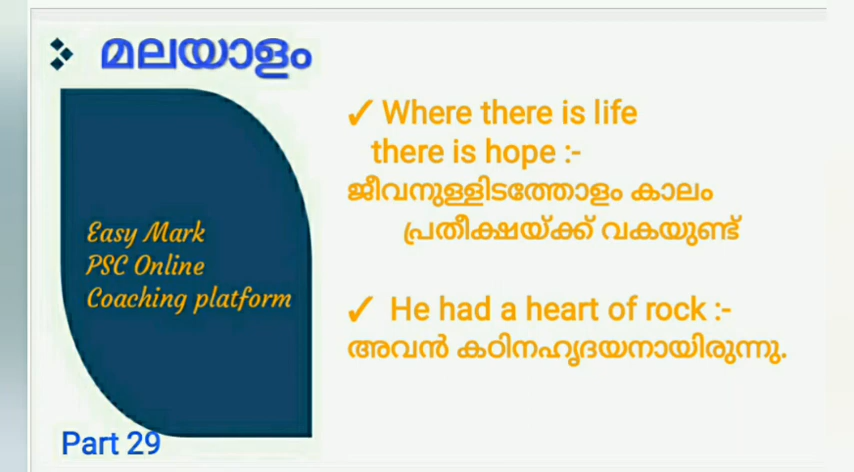 മലയാളം
Easy Mark
PSC Online
Coaching platform
Part 29
✓ Where there is life
there is hope :-
ജീവനുള്ളിടത്തോളം കാലം
പ്രതീക്ഷയ്ക്ക് വകയുണ്ട്
✓ He had a heart of rock :-
അവൻ കഠിനഹൃദയനായിരുന്നു.